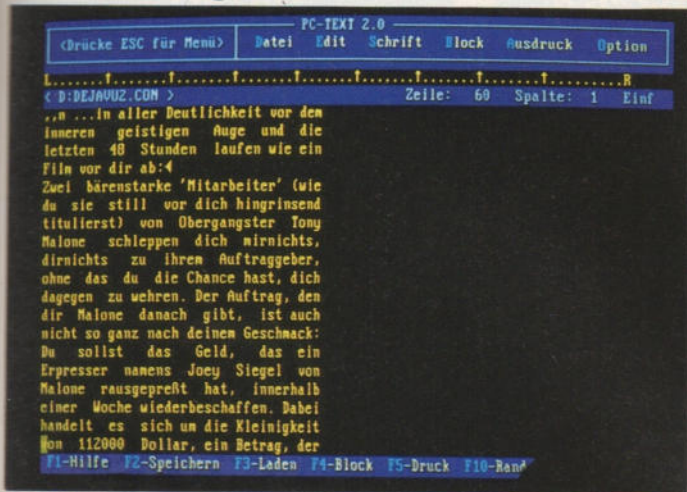 PC-TEXT 2.0
<Drücke ESC für Menü> Datei Edit Schrift Block Ausdruck Option
L.......T.......T.......T.......T.......T.......T.......T.......R
< D:DEJAVU2.CON > Zeile: 60 Spalte: 1 Einf
,,n ...in aller Deutlichkeit vor dem
inneren geistigen Auge und die
letzten 48 Stunden laufen wie ein
Film vor dir ab:
Zwei bärenstarke 'Mitarbeiter' (wie
du sie still vor dich hingrinsend
titulierst) von Obergangster Tony
Malone schleppen dich mirnichts,
dirnichts zu ihrem Auftraggeber,
ohne das du die Chance hast, dich
dagegen zu wehren. Der Auftrag, den
dir Malone danach gibt, ist auch
nicht so ganz nach deinem Geschmack:
Du sollst das Geld, das ein
Erpresser namens Joey Siegel von
Malone rausgepreßt hat, innerhalb
einer Woche wiederbeschaffen. Dabei
handelt es sich um die Kleinigkeit
von 112000 Dollar, ein Betrag, der
F1-Hilfe F2-Speichern F3-Laden F4-Block F5-Druck F10-Rand